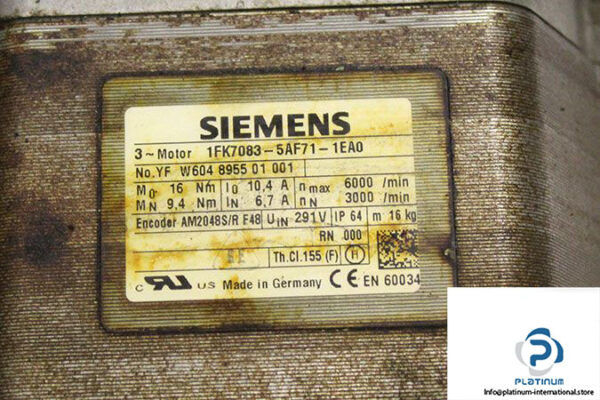 SIEMENS
3~Motor 1FK7083-5AF71-1EA0
No.YF W604 8955 01 001
M0 16 Nm I0 10,4 A n max 6000 /min
MN 9,4 Nm IN 6,7 A nN 3000 /min
Encoder AM2048S/R F48 UIN 291V IP 64 m 16 kg
RN 000
Th.Cl.155 (F) H
C RU US Made in Germany CE EN 60034
PLATINUM
Info@platinum-international.store